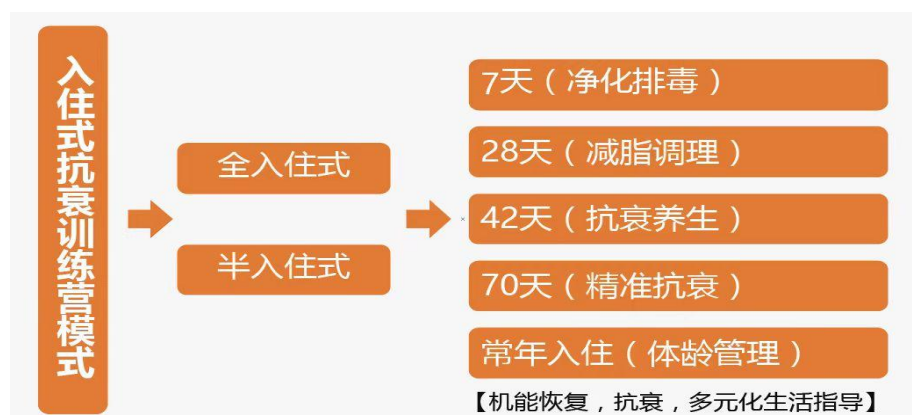 入住式抗衰训练营模式
全入住式
半入住式
7天（净化排毒）
28天（减脂调理）
42天（抗衰养生）
70天（精准抗衰）
常年入住（体龄管理）
【机能恢复，抗衰，多元化生活指导】